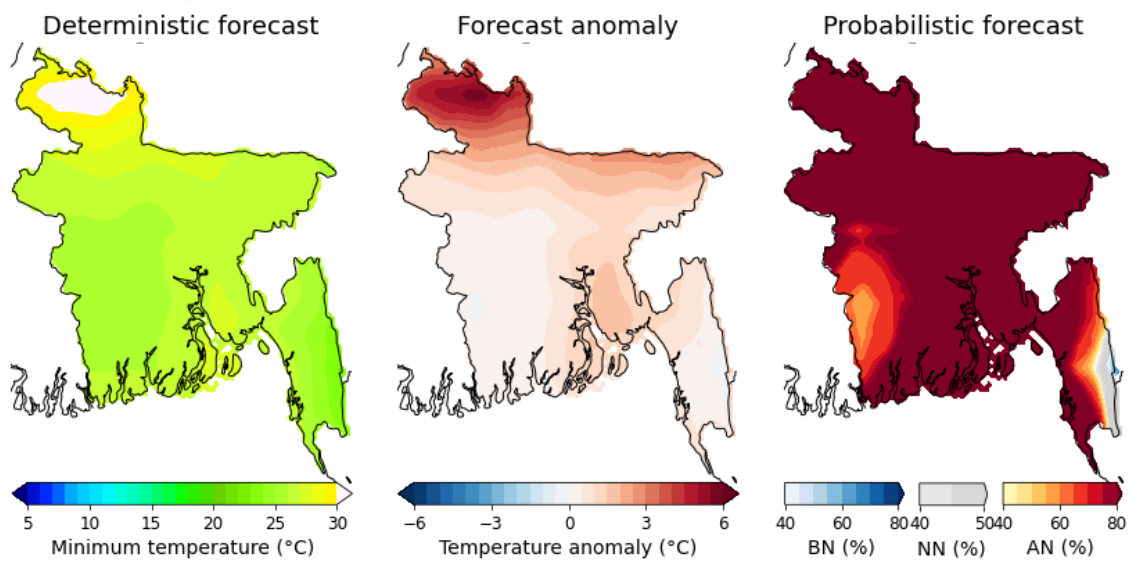 Deterministic forecast
Forecast anomaly
Probabilistic forecast
5 10 15 20 25 30
Minimum temperature (°C)
−6 −3 0 3 6
Temperature anomaly (°C)
40 60 80
BN (%)
40 50
NN (%)
40 60 80
AN (%)